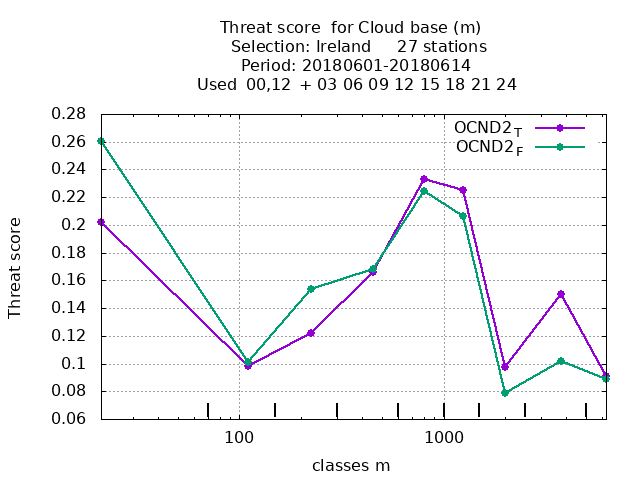 Threat score for Cloud base (m)
Selection: Ireland 27 stations
Period: 20180601-20180614
Used 00,12 + 03 06 09 12 15 18 21 24
OCND2T
OCND2F
0.28
0.26
0.24
0.22
0.2
0.18
0.16
0.14
0.12
0.1
0.08
0.06
Threat score
100 1000
classes m